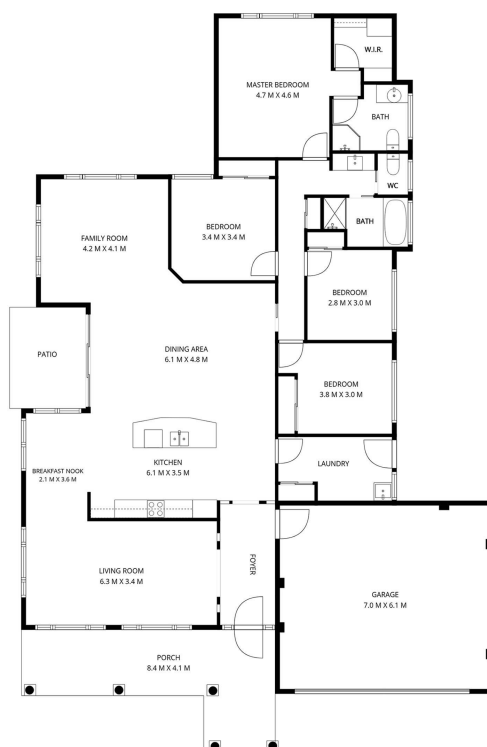 W.I.R.
MASTER BEDROOM
4.7 M X 4.6 M
BATH
WC
BATH
BEDROOM
3.4 M X 3.4 M
FAMILY ROOM
4.2 M X 4.1 M
BEDROOM
2.8 M X 3.0 M
PATIO
DINING AREA
6.1 M X 4.8 M
BEDROOM
3.8 M X 3.0 M
KITCHEN
6.1 M X 3.5 M
LAUNDRY
BREAKFAST NOOK
2.1 M X 3.6 M
LIVING ROOM
6.3 M X 3.4 M
FOYER
GARAGE
7.0 M X 6.1 M
PORCH
8.4 M X 4.1 M